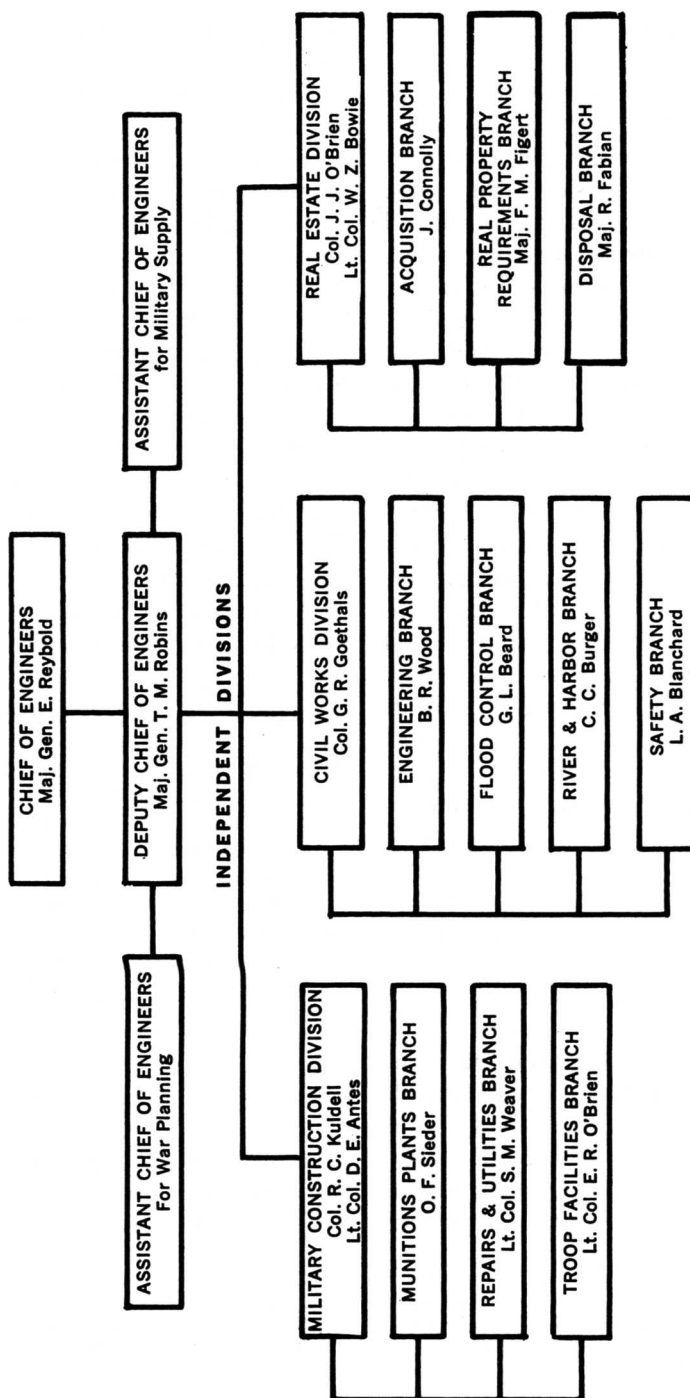 CHIEF OF ENGINEERS
Maj. Gen. E. Reybold
ASSISTANT CHIEF OF ENGINEERS
For War Planning
DEPUTY CHIEF OF ENGINEERS
Maj. Gen. T. M. Robins
ASSISTANT CHIEF OF ENGINEERS
for Military Supply
INDEPENDENT DIVISIONS
MILITARY CONSTRUCTION DIVISION
Col. R. C. Kuldell
Lt. Col. D. E. Antes
MUNITIONS PLANTS BRANCH
O. F. Sieder
REPAIRS & UTILITIES BRANCH
Lt. Col. S. M. Weaver
TROOP FACILITIES BRANCH
Lt. Col. E. R. O'Brien
CIVIL WORKS DIVISION
Col. G. R. Goethals
ENGINEERING BRANCH
B. R. Wood
FLOOD CONTROL BRANCH
G. L. Beard
RIVER & HARBOR BRANCH
C. C. Burger
SAFETY BRANCH
L. A. Blanchard
REAL ESTATE DIVISION
Col. J. J. O'Brien
Lt. Col. W. Z. Bowie
ACQUISITION BRANCH
J. Connolly
REAL PROPERTY
REQUIREMENTS BRANCH
Maj. F. M. Figert
DISPOSAL BRANCH
Maj. R. Fabian